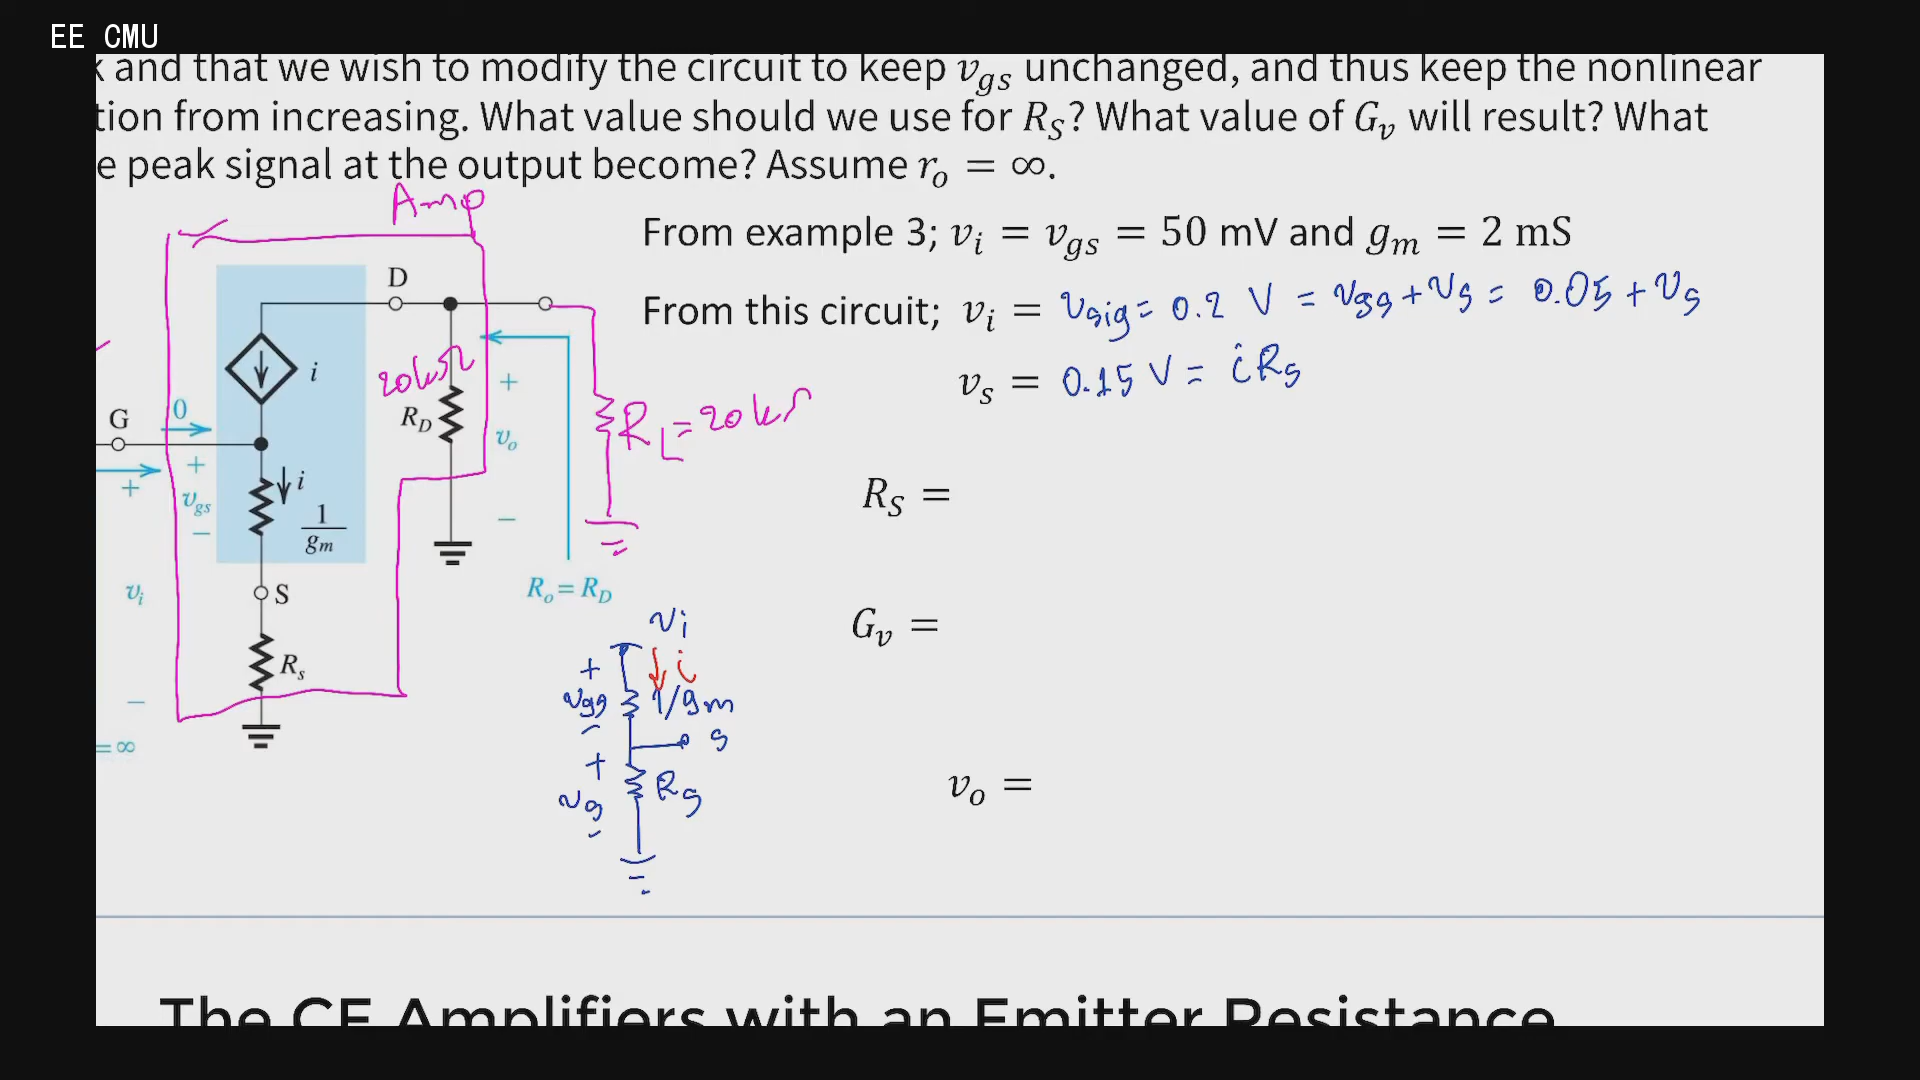 EE CMU
and that we wish to modify the circuit to keep v_gs unchanged, and thus keep the nonlinear
tion from increasing. What value should we use for R_S? What value of G_v will result? What
e peak signal at the output become? Assume r_o = ∞.
Amp
From example 3; v_i = v_gs = 50 mV and g_m = 2 mS
D
From this circuit; v_i = v_sig = 0.2 V = v_gs + v_s = 0.05 + v_s
i
20kΩ
+
v_s = 0.15 V = i R_s
G
0
R_D
v_o
R_L = 20 kΩ
+
+
v_gs
−
i
1/g_m
−
R_S =
v_i
S
R_o = R_D
v_i
G_v =
R_s
+
i
v_gs
1/g_m
−
−
= ∞
s
+
v_s
R_s
−
v_o =
The CE Amplifiers with an Emitter Resistance